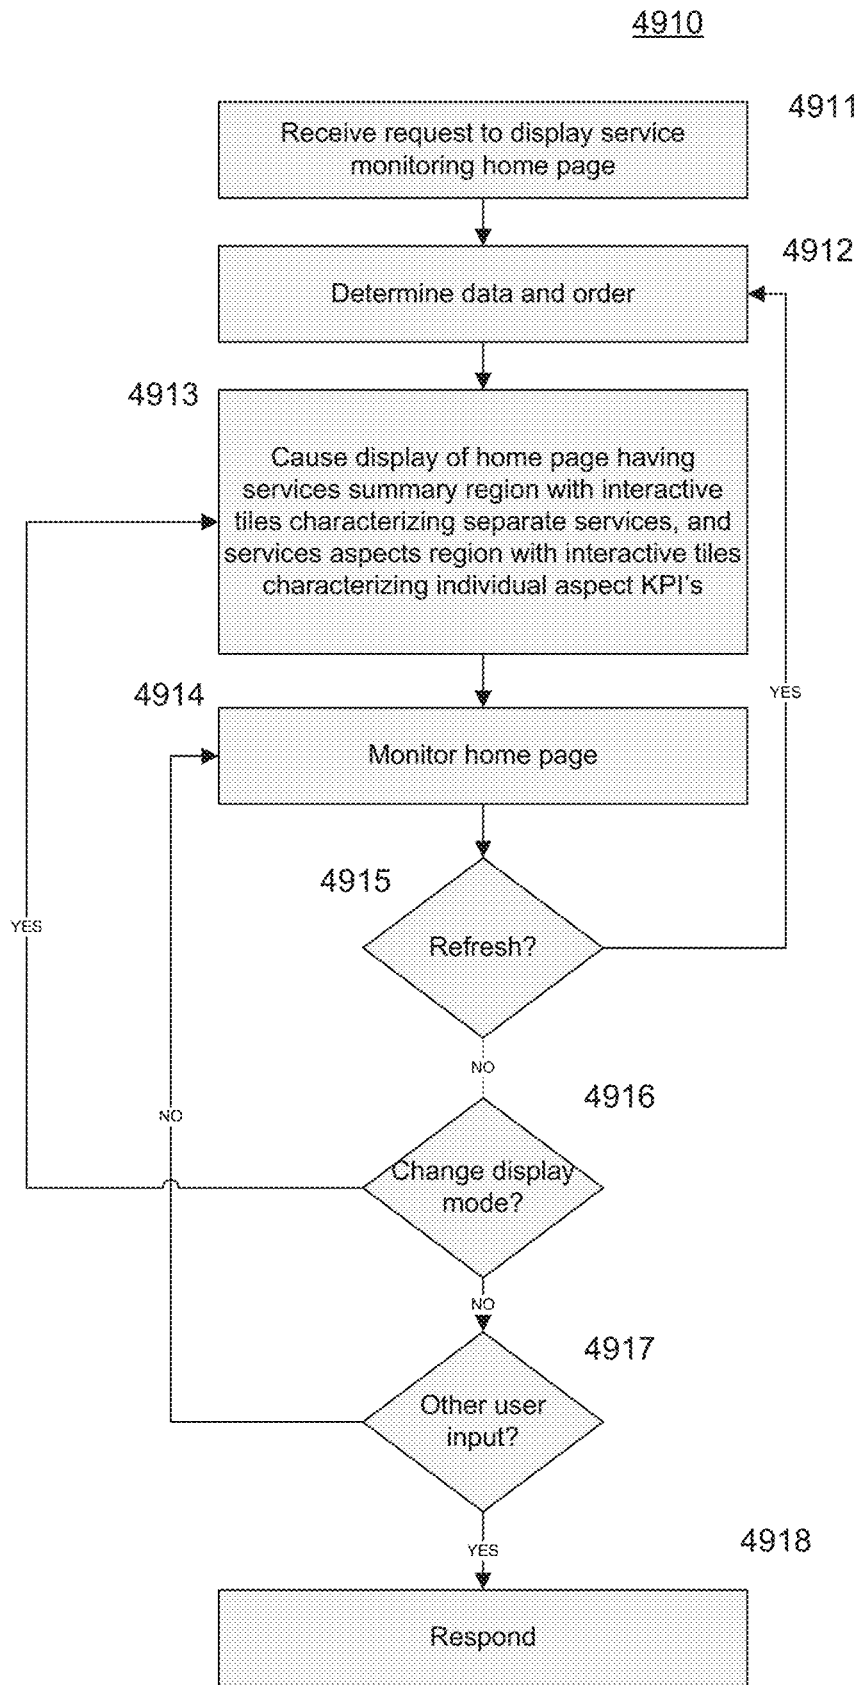 4910
4911
Receive request to display service
monitoring home page
4912
Determine data and order
4913
Cause display of home page having
services summary region with interactive
tiles characterizing separate services, and
services aspects region with interactive tiles
characterizing individual aspect KPI's
4914
Monitor home page
YES
4915
Refresh?
YES
NO
4916
NO
Change display
mode?
NO
4917
Other user
input?
YES
4918
Respond